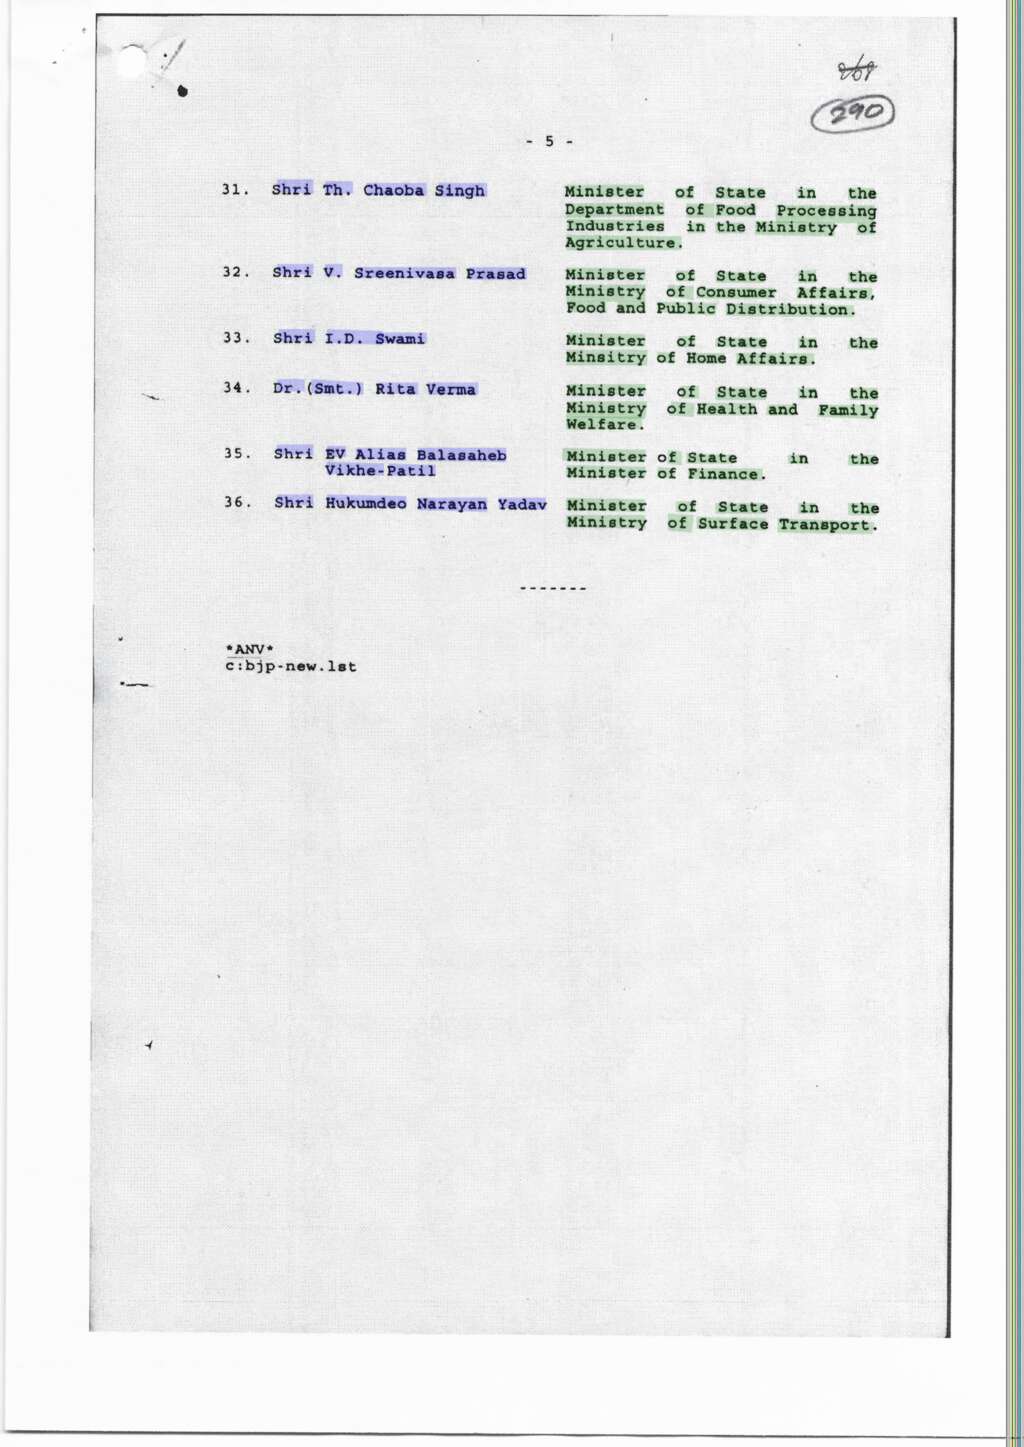 268
290
- 5 -
31. Shri Th. Chaoba Singh Minister of State in the
Department of Food Processing
Industries in the Ministry of
Agriculture.
32. Shri V. Sreenivasa Prasad Minister of State in the
Ministry of Consumer Affairs,
Food and Public Distribution.
33. Shri I.D. Swami Minister of State in the
Minsitry of Home Affairs.
34. Dr.(Smt.) Rita Verma Minister of State in the
Ministry of Health and Family
Welfare.
35. Shri EV Alias Balasaheb Minister of State in the
Vikhe-Patil Minister of Finance.
36. Shri Hukumdeo Narayan Yadav Minister of State in the
Ministry of Surface Transport.
-------
*ANV*
c:bjp-new.lst